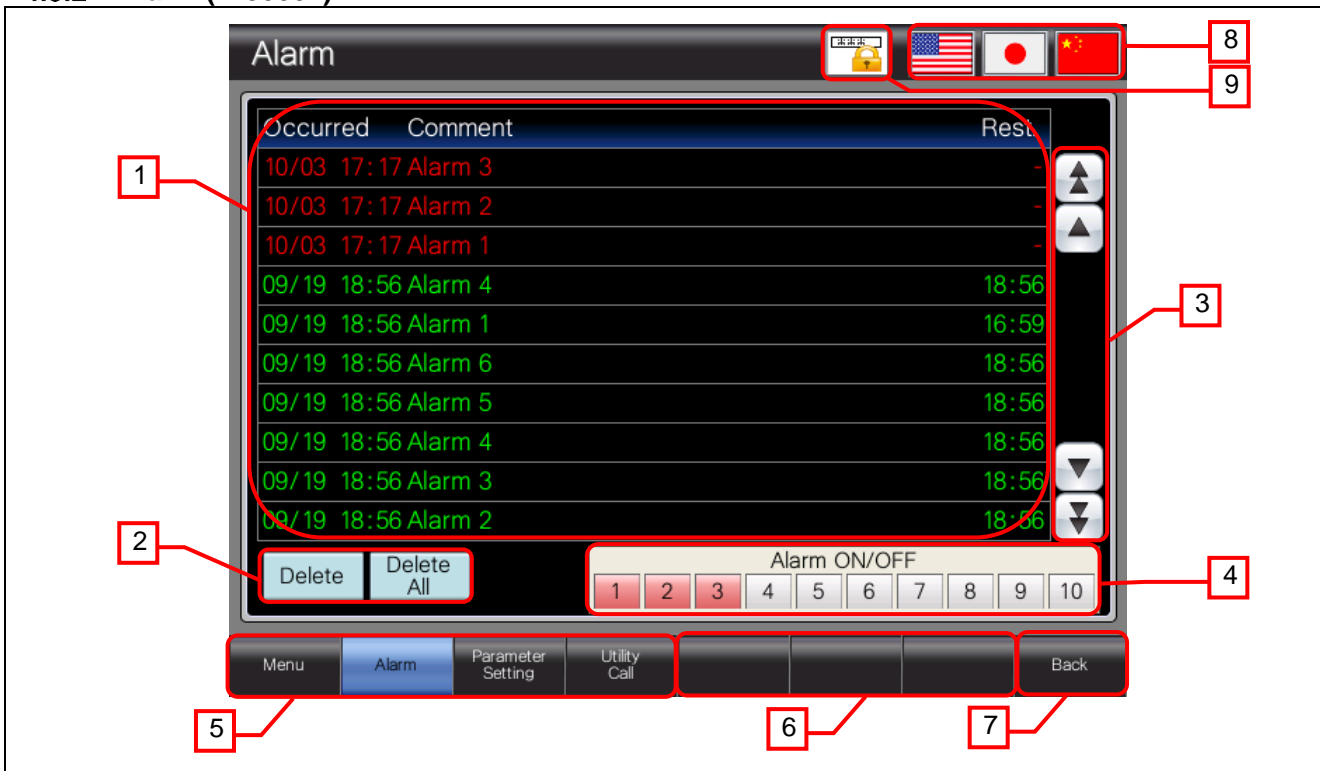 Alarm
****
8
9
Occurred Comment Rest.
1
10/03 17:17 Alarm 3 -
10/03 17:17 Alarm 2 -
10/03 17:17 Alarm 1 -
09/19 18:56 Alarm 4 18:56
09/19 18:56 Alarm 1 16:59
3
09/19 18:56 Alarm 6 18:56
09/19 18:56 Alarm 5 18:56
09/19 18:56 Alarm 4 18:56
09/19 18:56 Alarm 3 18:56
09/19 18:56 Alarm 2 18:56
2
Delete
Delete
All
Alarm ON/OFF
1 2 3 4 5 6 7 8 9 10
4
Menu
Alarm
Parameter
Setting
Utility
Call
Back
5
6
7